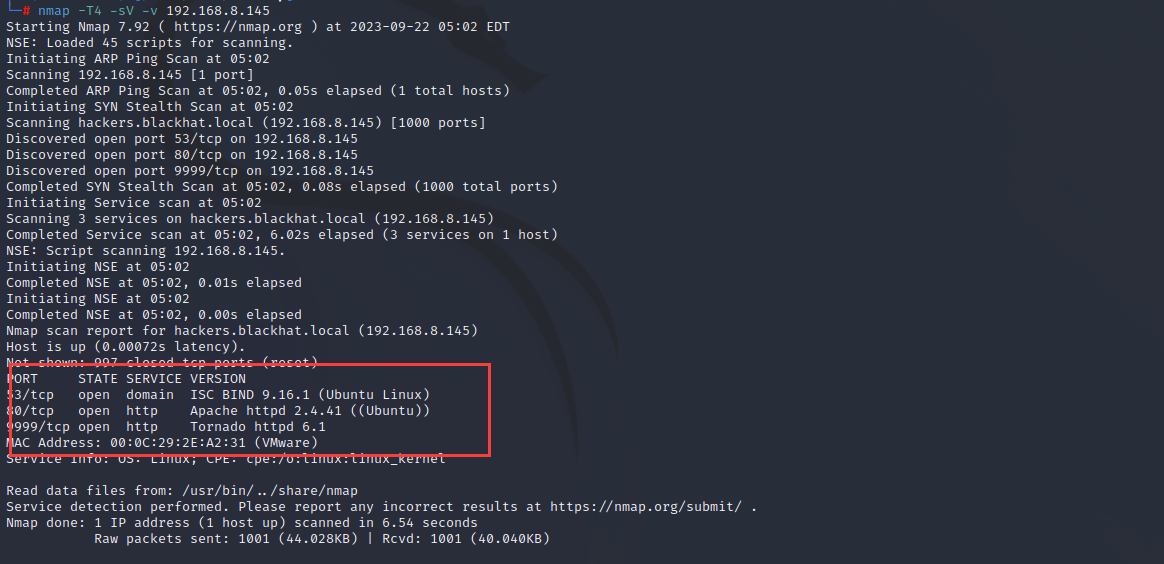 # nmap -T4 -sV -v 192.168.8.145
Starting Nmap 7.92 ( https://nmap.org ) at 2023-09-22 05:02 EDT
NSE: Loaded 45 scripts for scanning.
Initiating ARP Ping Scan at 05:02
Scanning 192.168.8.145 [1 port]
Completed ARP Ping Scan at 05:02, 0.05s elapsed (1 total hosts)
Initiating SYN Stealth Scan at 05:02
Scanning hackers.blackhat.local (192.168.8.145) [1000 ports]
Discovered open port 53/tcp on 192.168.8.145
Discovered open port 80/tcp on 192.168.8.145
Discovered open port 9999/tcp on 192.168.8.145
Completed SYN Stealth Scan at 05:02, 0.08s elapsed (1000 total ports)
Initiating Service scan at 05:02
Scanning 3 services on hackers.blackhat.local (192.168.8.145)
Completed Service scan at 05:02, 6.02s elapsed (3 services on 1 host)
NSE: Script scanning 192.168.8.145.
Initiating NSE at 05:02
Completed NSE at 05:02, 0.01s elapsed
Initiating NSE at 05:02
Completed NSE at 05:02, 0.00s elapsed
Nmap scan report for hackers.blackhat.local (192.168.8.145)
Host is up (0.00072s latency).
Not shown: 997 closed tcp ports (reset)
PORT     STATE SERVICE VERSION
53/tcp   open  domain  ISC BIND 9.16.1 (Ubuntu Linux)
80/tcp   open  http    Apache httpd 2.4.41 ((Ubuntu))
9999/tcp open  http    Tornado httpd 6.1
MAC Address: 00:0C:29:2E:A2:31 (VMware)
Service Info: OS: Linux; CPE: cpe:/o:linux:linux_kernel
Read data files from: /usr/bin/../share/nmap
Service detection performed. Please report any incorrect results at https://nmap.org/submit/ .
Nmap done: 1 IP address (1 host up) scanned in 6.54 seconds
Raw packets sent: 1001 (44.028KB) | Rcvd: 1001 (40.040KB)